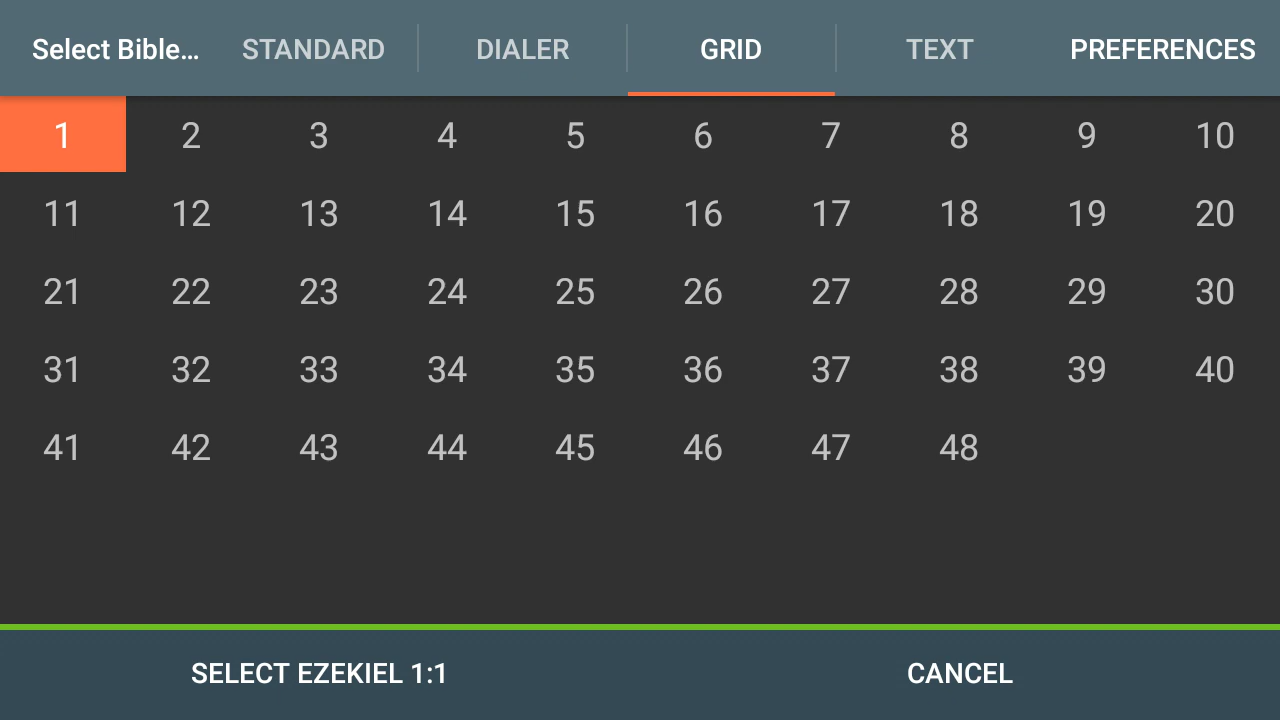 Select Bible… STANDARD DIALER GRID TEXT PREFERENCES
1 2 3 4 5 6 7 8 9 10
11 12 13 14 15 16 17 18 19 20
21 22 23 24 25 26 27 28 29 30
31 32 33 34 35 36 37 38 39 40
41 42 43 44 45 46 47 48
SELECT EZEKIEL 1:1 CANCEL